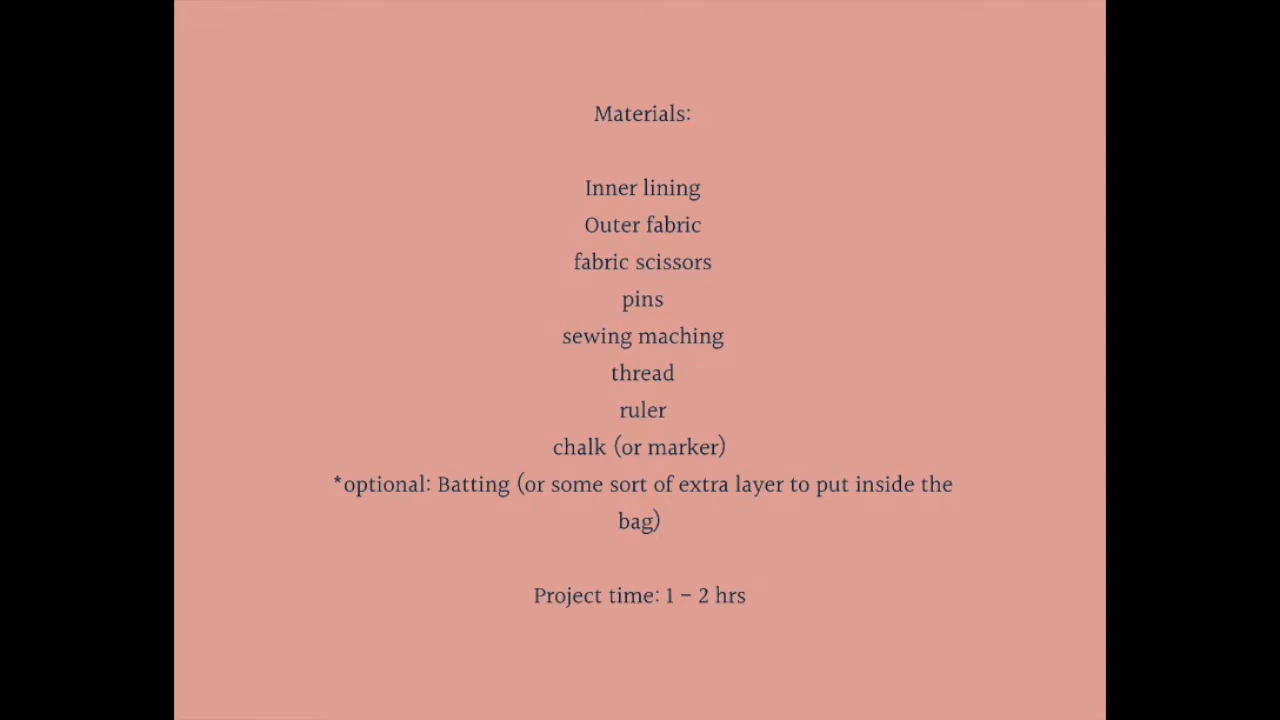 Materials:
Inner lining
Outer fabric
fabric scissors
pins
sewing maching
thread
ruler
chalk (or marker)
*optional: Batting (or some sort of extra layer to put inside the
bag)
Project time: 1 - 2 hrs